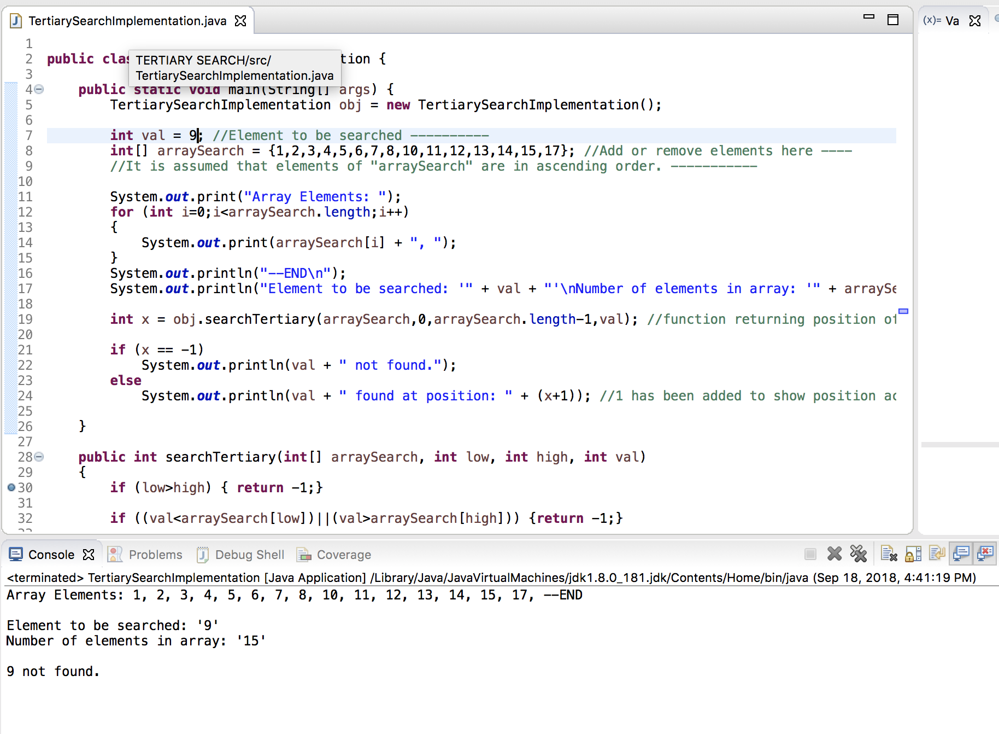 TertiarySearchImplementation.java
(x)= Va
1
2 public clas tion {
TERTIARY SEARCH/src/
TertiarySearchImplementation.java
3
4 public static void main(String[] args) {
5 TertiarySearchImplementation obj = new TertiarySearchImplementation();
6
7 int val = 9; //Element to be searched ----------
8 int[] arraySearch = {1,2,3,4,5,6,7,8,10,11,12,13,14,15,17}; //Add or remove elements here ----
9 //It is assumed that elements of "arraySearch" are in ascending order. -----------
10
11 System.out.print("Array Elements: ");
12 for (int i=0;i<arraySearch.length;i++)
13 {
14 System.out.print(arraySearch[i] + ", ");
15 }
16 System.out.println("--END\n");
17 System.out.println("Element to be searched: '" + val + "'\nNumber of elements in array: '" + arraySe
18
19 int x = obj.searchTertiary(arraySearch,0,arraySearch.length-1,val); //function returning position of
20
21 if (x == -1)
22 System.out.println(val + " not found.");
23 else
24 System.out.println(val + " found at position: " + (x+1)); //1 has been added to show position ac
25
26 }
27
28 public int searchTertiary(int[] arraySearch, int low, int high, int val)
29 {
30 if (low>high) { return -1;}
31
32 if ((val<arraySearch[low])||(val>arraySearch[high])) {return -1;}
Console Problems Debug Shell Coverage
<terminated> TertiarySearchImplementation [Java Application] /Library/Java/JavaVirtualMachines/jdk1.8.0_181.jdk/Contents/Home/bin/java (Sep 18, 2018, 4:41:19 PM)
Array Elements: 1, 2, 3, 4, 5, 6, 7, 8, 10, 11, 12, 13, 14, 15, 17, --END
Element to be searched: '9'
Number of elements in array: '15'
9 not found.